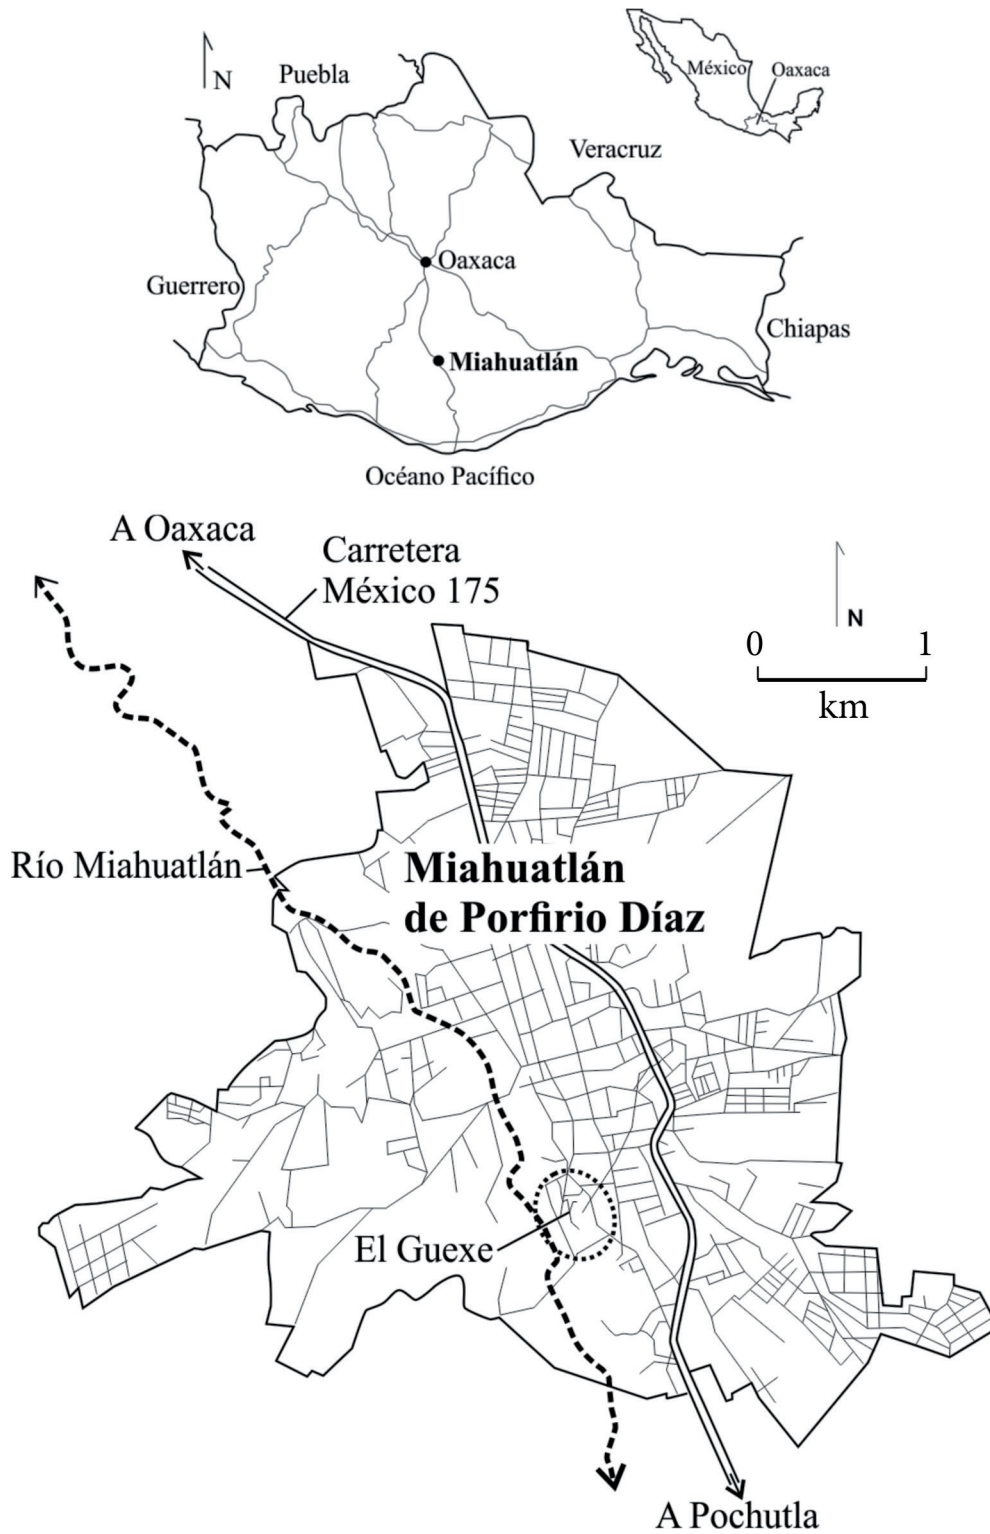 N
Puebla
México
Oaxaca
Veracruz
Oaxaca
Guerrero
Chiapas
Miahuatlán
Océano Pacífico
A Oaxaca
Carretera
México 175
N
0 1
km
Río Miahuatlán
Miahuatlán
de Porfirio Díaz
El Guexe
A Pochutla